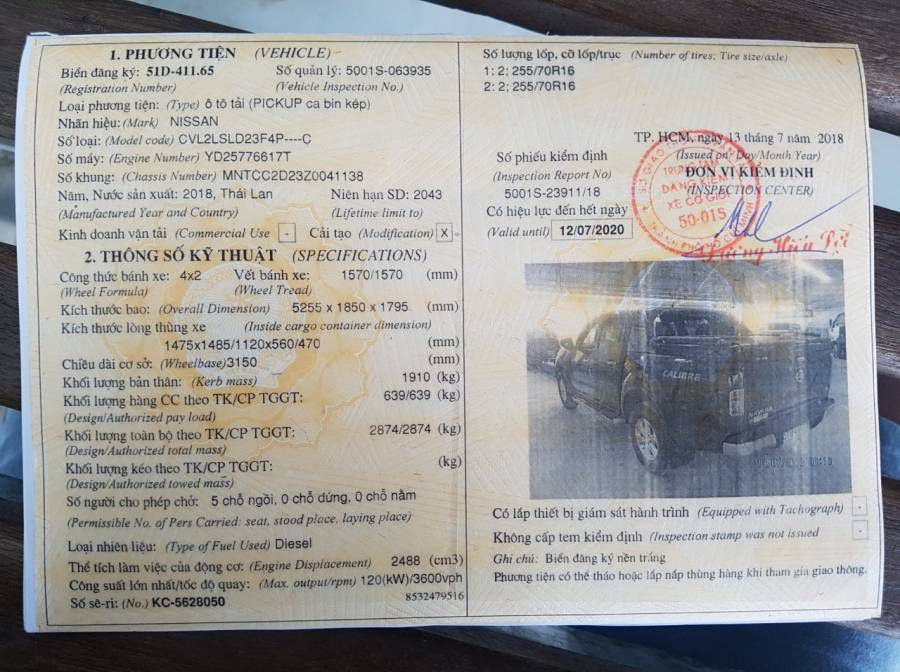 1. PHƯƠNG TIỆN (VEHICLE) -
Biển đăng ký: 51D-411.65 Số quản lý: 5001S-063935
(Registration Number) (Vehicle Inspection No.)
Loại phương tiện: (Type) ô tô tải (PICKUP ca bin kép)
Nhãn hiệu: (Mark) NISSAN
Số loại: (Model code) CVL2LSLD23F4P----C
Số máy: (Engine Number) YD25776617T
Số khung: (Chassis Number) MNTCC2D23Z0041138
Năm, Nước sản xuất: 2018, Thái Lan Niên hạn SD: 2043
(Manufactured Year and Country) (Lifetime limit to)
Kinh doanh vận tải (Commercial Use - Cải tạo (Modification) X -
2. THÔNG SỐ KỸ THUẬT (SPECIFICATIONS)
Công thức bánh xe: 4x2 Vết bánh xe: 1570/1570 (mm)
(Wheel Formula) (Wheel Tread)
Kích thước bao: (Overall Dimension) 5255 x 1850 x 1795 (mm)
Kích thước lòng thùng xe (Inside cargo container dimension)
1475x1485/1120x560/470 (mm)
Chiều dài cơ sở: (Wheelbase) 3150 (mm)
Khối lượng bản thân: (Kerb mass) 1910 (kg)
Khối lượng hàng CC theo TK/CP TGGT: 639/639 (kg)
(Design/Authorized pay load)
Khối lượng toàn bộ theo TK/CP TGGT: 2874/2874 (kg)
(Design/Authorized total mass)
Khối lượng kéo theo TK/CP TGGT: (kg)
(Design/Authorized towed mass)
Số người cho phép chở: 5 chỗ ngồi, 0 chỗ đứng, 0 chỗ nằm
(Permissible No. of Pers Carried: seat, stood place, laying place)
Loại nhiên liệu: (Type of Fuel Used) Diesel
Thể tích làm việc của động cơ: (Engine Displacement) 2488 (cm3)
Công suất lớn nhất/tốc độ quay: (Max. output/rpm) 120(kW)/3600vph
Số sê-ri: (No.) KC-5628050 8532479516
Số lượng lốp, cỡ lốp/trục (Number of tires; Tire size/axle)
1: 2; 255/70R16
2: 2; 255/70R16
TP. HCM, ngày 13 tháng 7 năm 2018
Số phiếu kiểm định (Issued on: Day/Month Year)
(Inspection Report No) ĐƠN VỊ KIỂM ĐỊNH
5001S-23911/18 (INSPECTION CENTER)
Có hiệu lực đến hết ngày
(Valid until) 12/07/2020
TRUNG TÂM
ĐĂNG KIỂM
XE CƠ GIỚI
50-01S
CALIBRE
NAVARA
Có lắp thiết bị giám sát hành trình (Equipped with Tachograph) -
Không cấp tem kiểm định (Inspection stamp was not issued -
Ghi chú: Biển đăng ký nền trắng
Phương tiện có thể tháo hoặc lắp nắp thùng hàng khi tham gia giao thông.